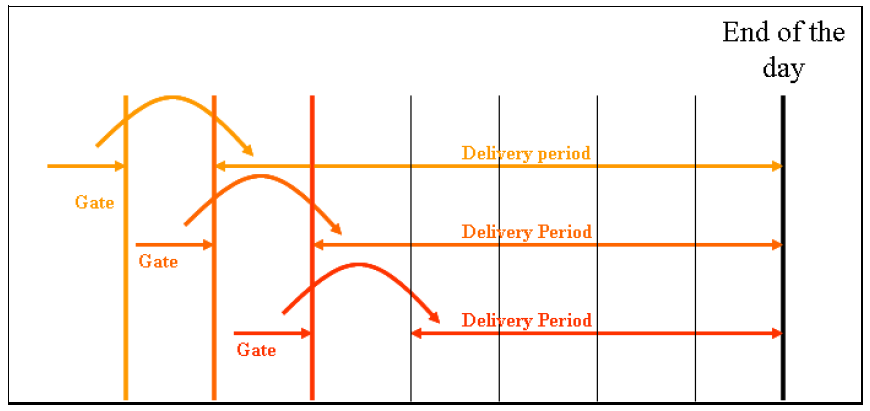 End of the
day
Delivery period
Gate
Delivery Period
Gate
Delivery Period
Gate